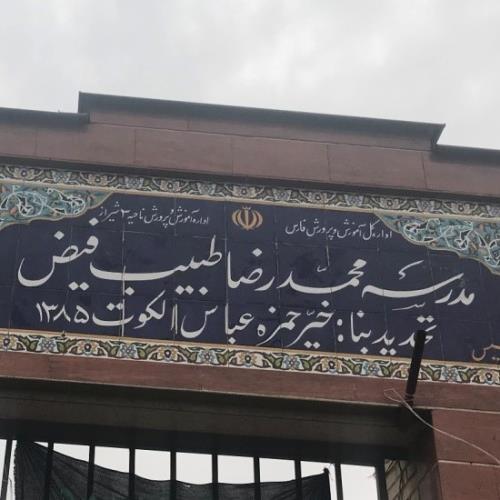 اداره کل آموزش و پرورش فارس
اداره آموزش و پرورش ناحیه ۳ شیراز
مدرسه محمدرضا طبیب فیض
تجدید بنا: خیّر حمزه عباس الکوت ۱۳۸۵